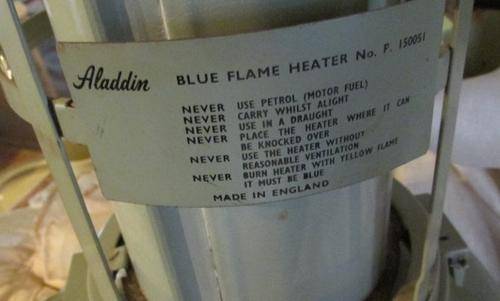 Aladdin BLUE FLAME HEATER No. P. 150051
NEVER USE PETROL (MOTOR FUEL)
NEVER CARRY WHILST ALIGHT
NEVER USE IN A DRAUGHT
NEVER PLACE THE HEATER WHERE IT CAN
BE KNOCKED OVER
NEVER USE THE HEATER WITHOUT
REASONABLE VENTILATION
NEVER BURN HEATER WITH YELLOW FLAME
IT MUST BE BLUE
MADE IN ENGLAND